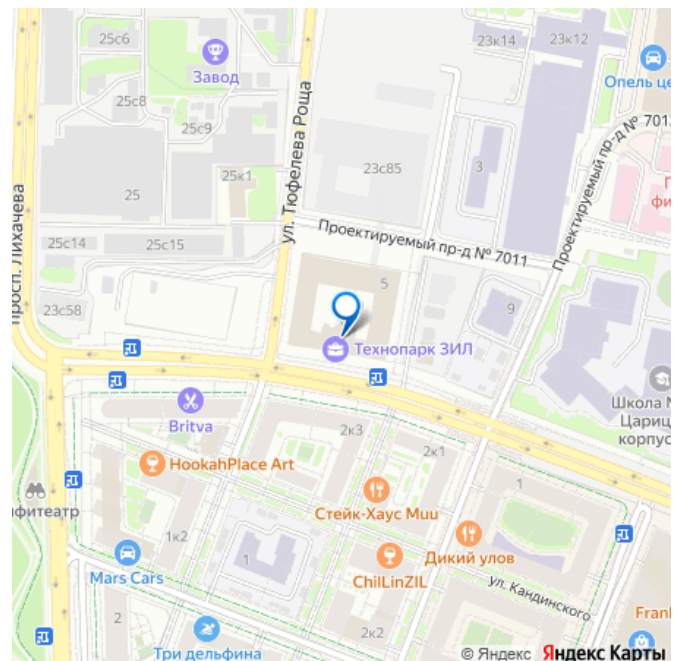 25с6
Завод
23к14
23к12
Опель це
25с8
25с9
ул. Тюфелева Роща
25к1
25
23с85
3
Проектируемый пр-д № 701
просп. Лихачева
25с14
25с15
Проектируемый пр-д № 7011
23с58
5
9
Технопарк ЗИЛ
Школа №
Цариц
корпус
Britva
2к3
2к1
HookahPlace Art
Стейк-Хаус Muu
1
нфитеатр
1к2
Дикий улов
Mars Cars
1
ChilLinZIL
ул. Кандинского
2
Три дельфина
2к2
Frank
© Яндекс Яндекс Карты